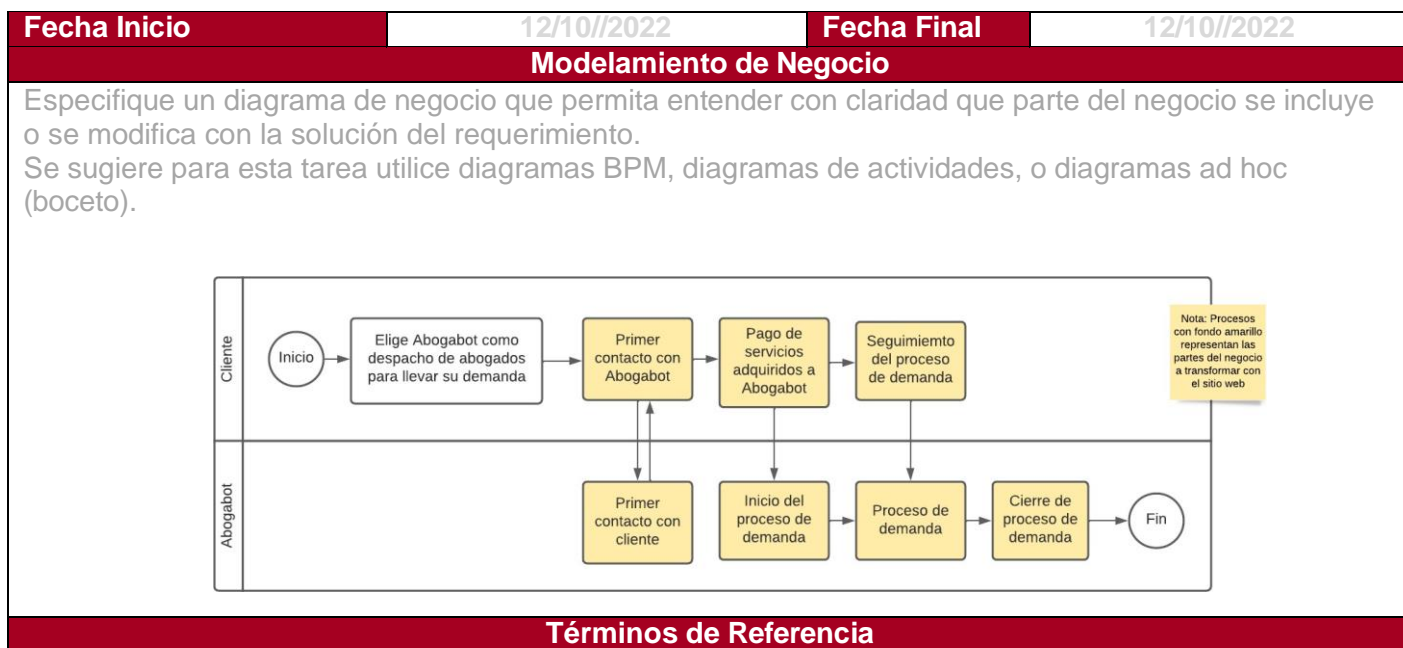 Fecha Inicio 12/10//2022 Fecha Final 12/10//2022
Modelamiento de Negocio
Especifique un diagrama de negocio que permita entender con claridad que parte del negocio se incluye
o se modifica con la solución del requerimiento.
Se sugiere para esta tarea utilice diagramas BPM, diagramas de actividades, o diagramas ad hoc
(boceto).
Cliente
Inicio
Elige Abogabot como
despacho de abogados
para llevar su demanda
Primer
contacto con
Abogabot
Pago de
servicios
adquiridos a
Abogabot
Seguimiemto
del proceso
de demanda
Nota: Procesos
con fondo amarillo
representan las
partes del negocio
a transformar con
el sitio web
Abogabot
Primer
contacto con
cliente
Inicio del
proceso de
demanda
Proceso de
demanda
Cierre de
proceso de
demanda
Fin
Términos de Referencia